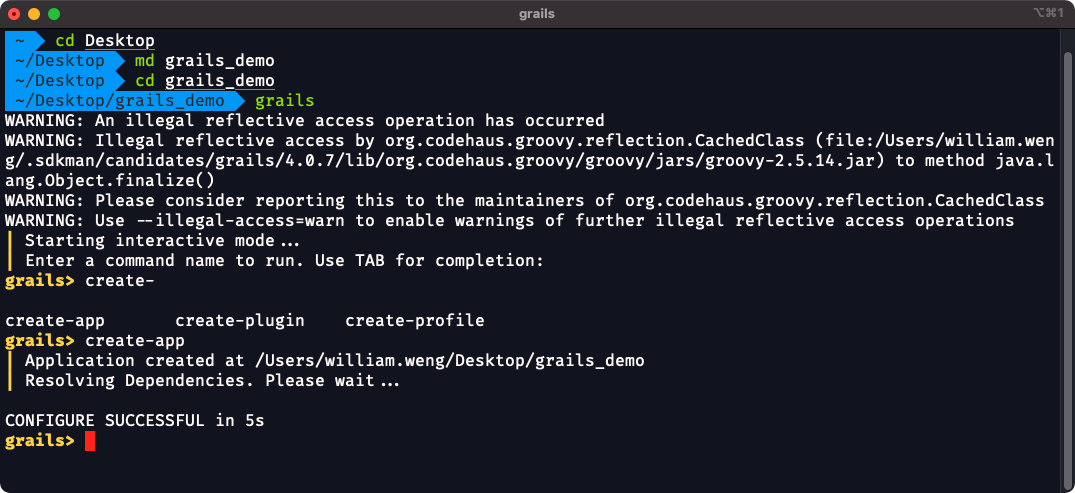 grails
⌥⌘1
~ cd Desktop
~/Desktop md grails_demo
~/Desktop cd grails_demo
~/Desktop/grails_demo grails
WARNING: An illegal reflective access operation has occurred
WARNING: Illegal reflective access by org.codehaus.groovy.reflection.CachedClass (file:/Users/william.wen
g/.sdkman/candidates/grails/4.0.7/lib/org.codehaus.groovy/groovy/jars/groovy-2.5.14.jar) to method java.l
ang.Object.finalize()
WARNING: Please consider reporting this to the maintainers of org.codehaus.groovy.reflection.CachedClass
WARNING: Use --illegal-access=warn to enable warnings of further illegal reflective access operations
| Starting interactive mode...
| Enter a command name to run. Use TAB for completion:
grails> create-
create-app create-plugin create-profile
grails> create-app
| Application created at /Users/william.weng/Desktop/grails_demo
| Resolving Dependencies. Please wait...
CONFIGURE SUCCESSFUL in 5s
grails>